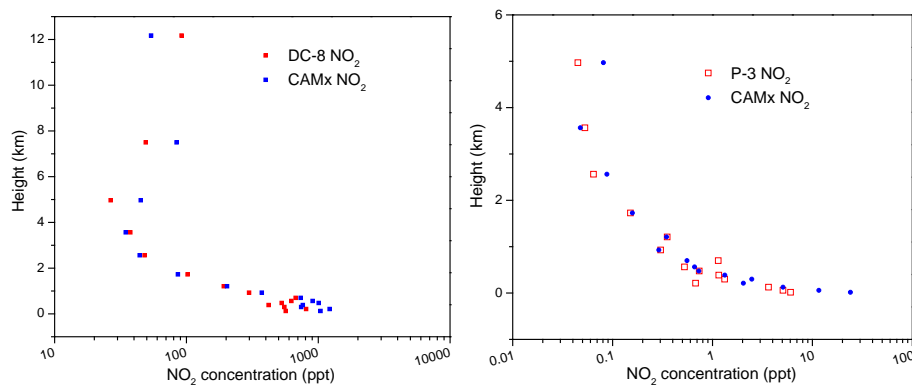 12
10
8
6
4
2
0
Height (km)
DC-8 NO₂
CAMx NO₂
10
100
1000
10000
NO₂ concentration (ppt)
6
4
2
0
Height (km)
P-3 NO₂
CAMx NO₂
0.01
0.1
1
10
100
NO₂ concentration (ppt)